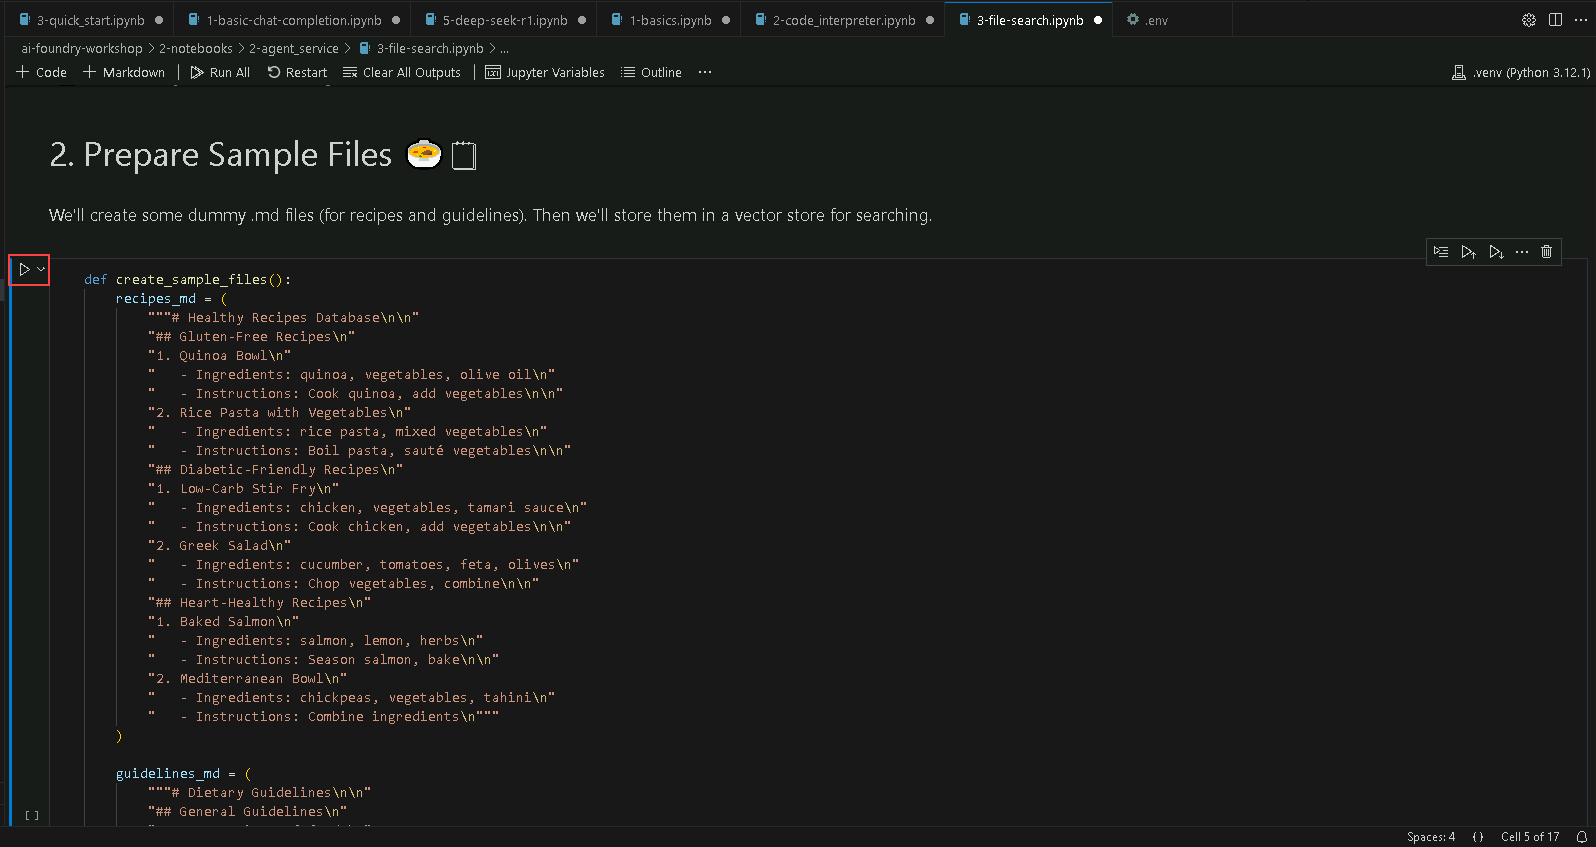 3-quick_start.ipynb 1-basic-chat-completion.ipynb 5-deep-seek-r1.ipynb 1-basics.ipynb 2-code_interpreter.ipynb 3-file-search.ipynb .env
ai-foundry-workshop > 2-notebooks > 2-agent_service > 3-file-search.ipynb > ...
+ Code + Markdown Run All Restart Clear All Outputs Jupyter Variables Outline ... .venv (Python 3.12.1)
2. Prepare Sample Files
We'll create some dummy .md files (for recipes and guidelines). Then we'll store them in a vector store for searching.
def create_sample_files():
recipes_md = (
"""# Healthy Recipes Database\n\n"
"## Gluten-Free Recipes\n"
"1. Quinoa Bowl\n"
"   - Ingredients: quinoa, vegetables, olive oil\n"
"   - Instructions: Cook quinoa, add vegetables\n\n"
"2. Rice Pasta with Vegetables\n"
"   - Ingredients: rice pasta, mixed vegetables\n"
"   - Instructions: Boil pasta, sauté vegetables\n\n"
"## Diabetic-Friendly Recipes\n"
"1. Low-Carb Stir Fry\n"
"   - Ingredients: chicken, vegetables, tamari sauce\n"
"   - Instructions: Cook chicken, add vegetables\n\n"
"2. Greek Salad\n"
"   - Ingredients: cucumber, tomatoes, feta, olives\n"
"   - Instructions: Chop vegetables, combine\n\n"
"## Heart-Healthy Recipes\n"
"1. Baked Salmon\n"
"   - Ingredients: salmon, lemon, herbs\n"
"   - Instructions: Season salmon, bake\n\n"
"2. Mediterranean Bowl\n"
"   - Ingredients: chickpeas, vegetables, tahini\n"
"   - Instructions: Combine ingredients\n"""
)
guidelines_md = (
"""# Dietary Guidelines\n\n"
"## General Guidelines\n"
[ ]
Spaces: 4 {} Cell 5 of 17